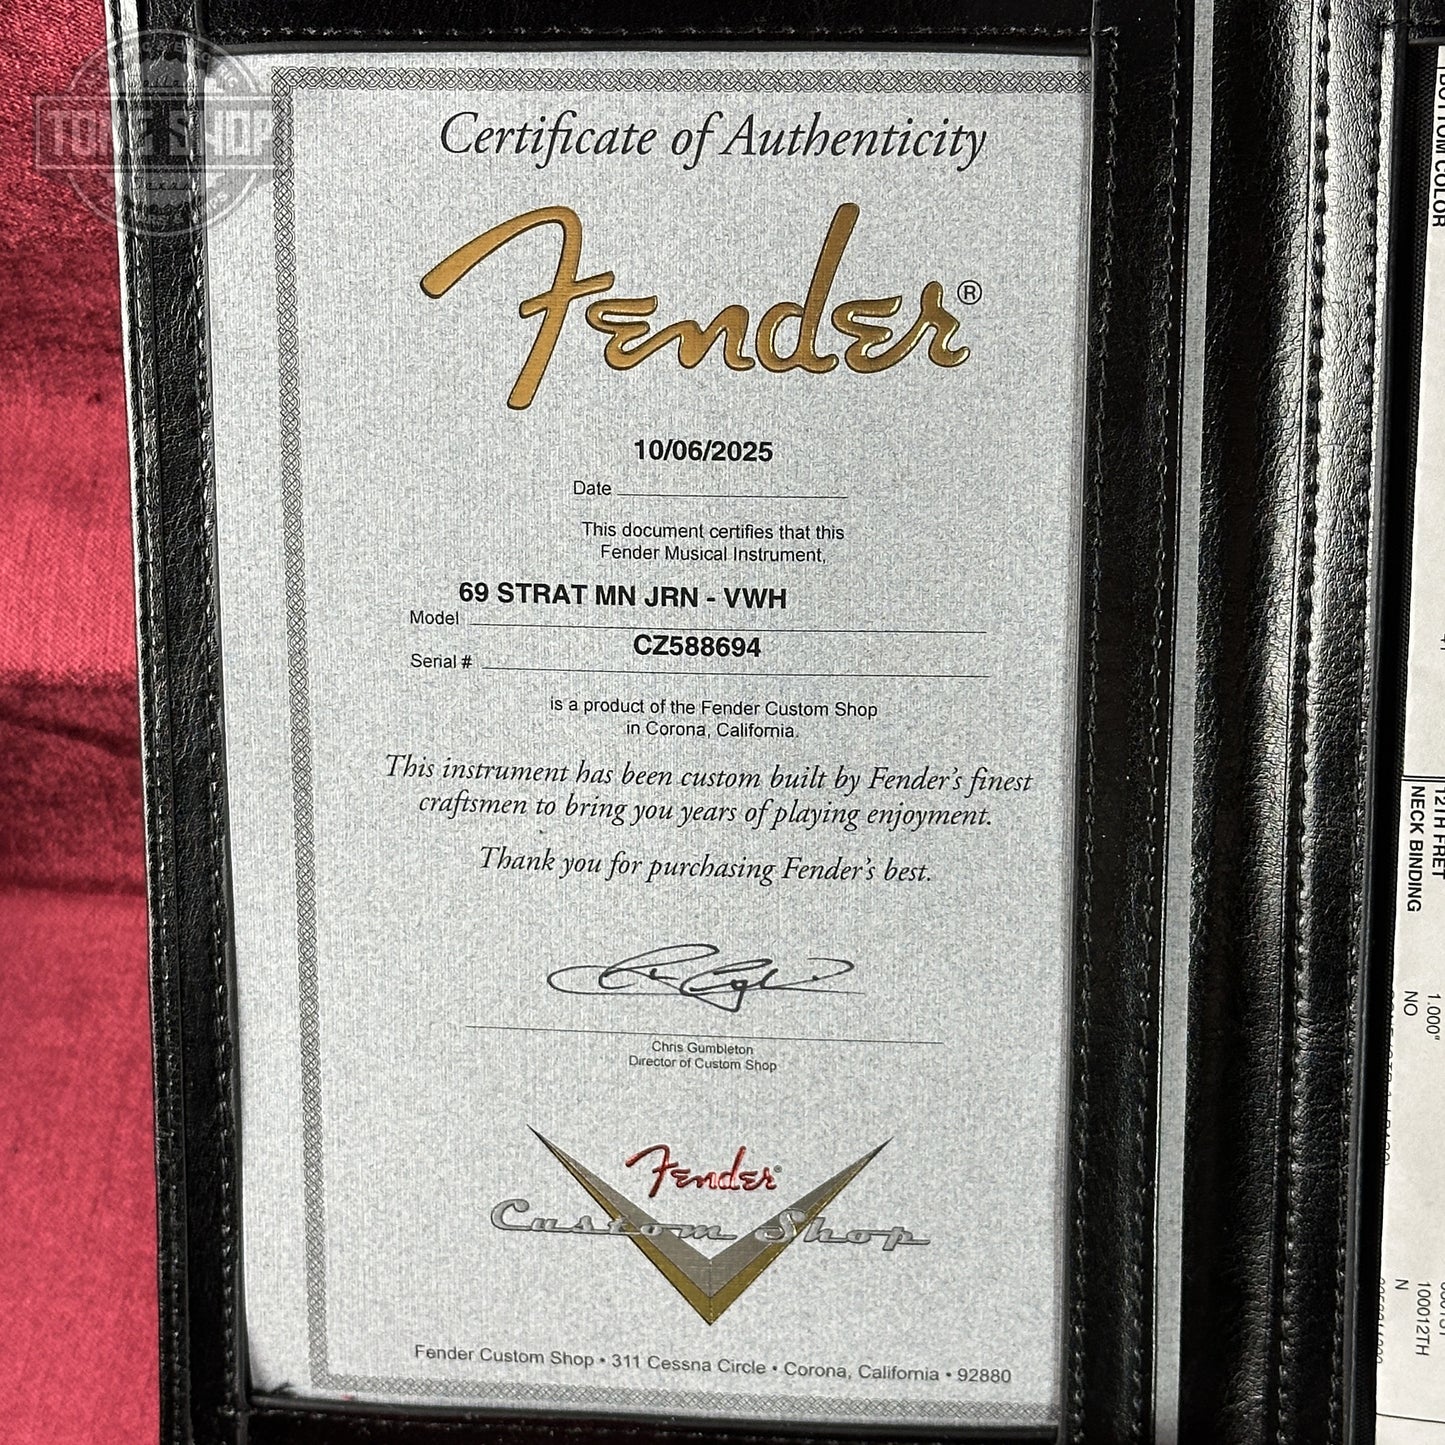 TONE SHOP
Certificate of Authenticity
Fender®
10/06/2025
Date
This document certifies that this
Fender Musical Instrument,
69 STRAT MN JRN - VWH
Model
CZ588694
Serial #
is a product of the Fender Custom Shop
in Corona, California.
This instrument has been custom built by Fender's finest
craftsmen to bring you years of playing enjoyment.
Thank you for purchasing Fender's best.
Chris Gumbleton
Director of Custom Shop
Fender®
Custom Shop
Fender Custom Shop • 311 Cessna Circle • Corona, California • 92880
BOTTOM COLOR
12TH FRET
NECK BINDING
1.000"
NO
100012TH
N